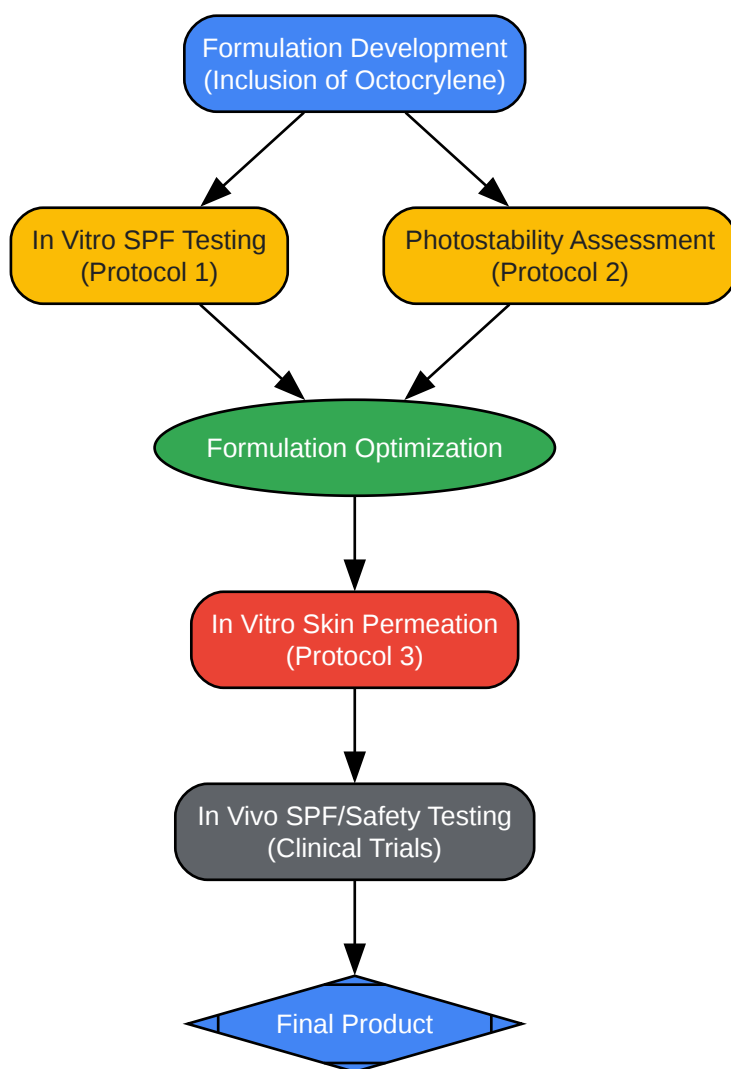 Formulation Development
(Inclusion of Octocrylene)
In Vitro SPF Testing
(Protocol 1)
Photostability Assessment
(Protocol 2)
Formulation Optimization
In Vitro Skin Permeation
(Protocol 3)
In Vivo SPF/Safety Testing
(Clinical Trials)
Final Product